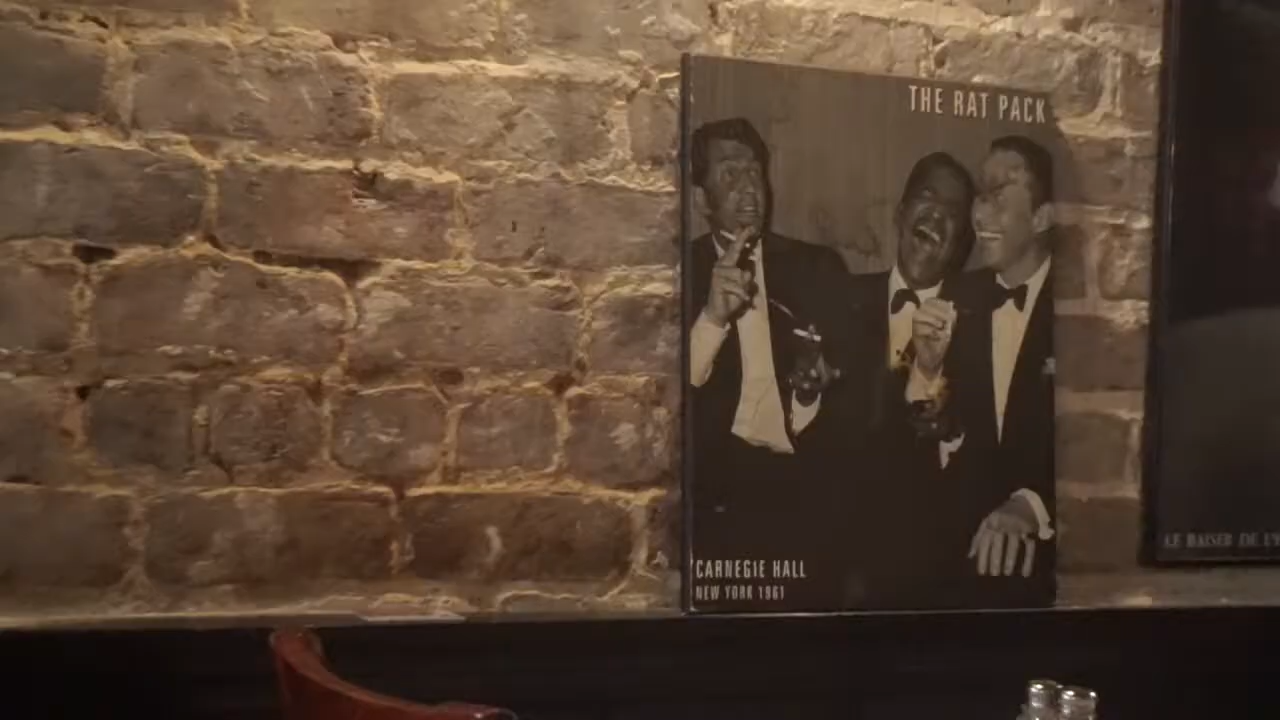 THE RAT PACK
CARNEGIE HALL
NEW YORK 1961
LE BAISER DE L'